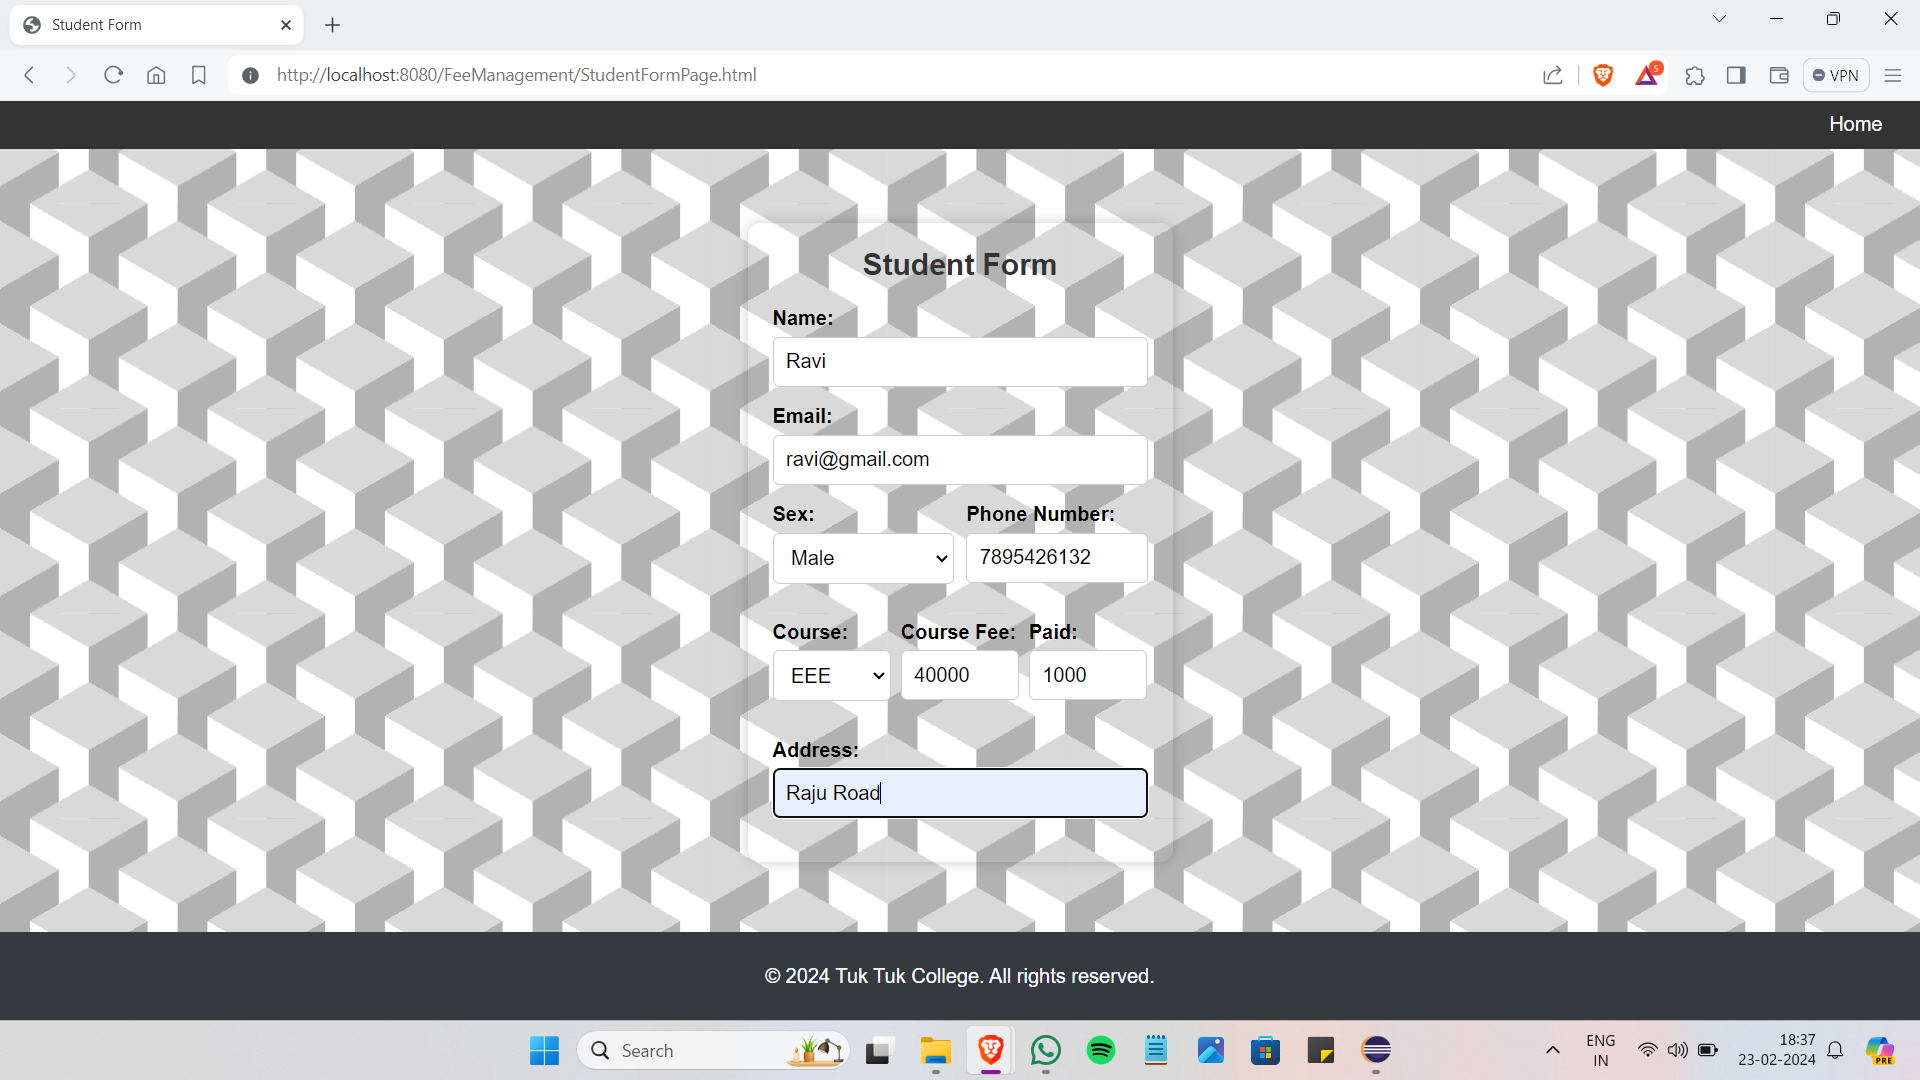 Student Form
http://localhost:8080/FeeManagement/StudentFormPage.html
5
VPN
Home
Student Form
Name:
Ravi
Email:
ravi@gmail.com
Sex: Phone Number:
Male 7895426132
Course: Course Fee: Paid:
EEE 40000 1000
Address:
Raju Road
© 2024 Tuk Tuk College. All rights reserved.
Search
ENG
IN
18:37
23-02-2024
PRE